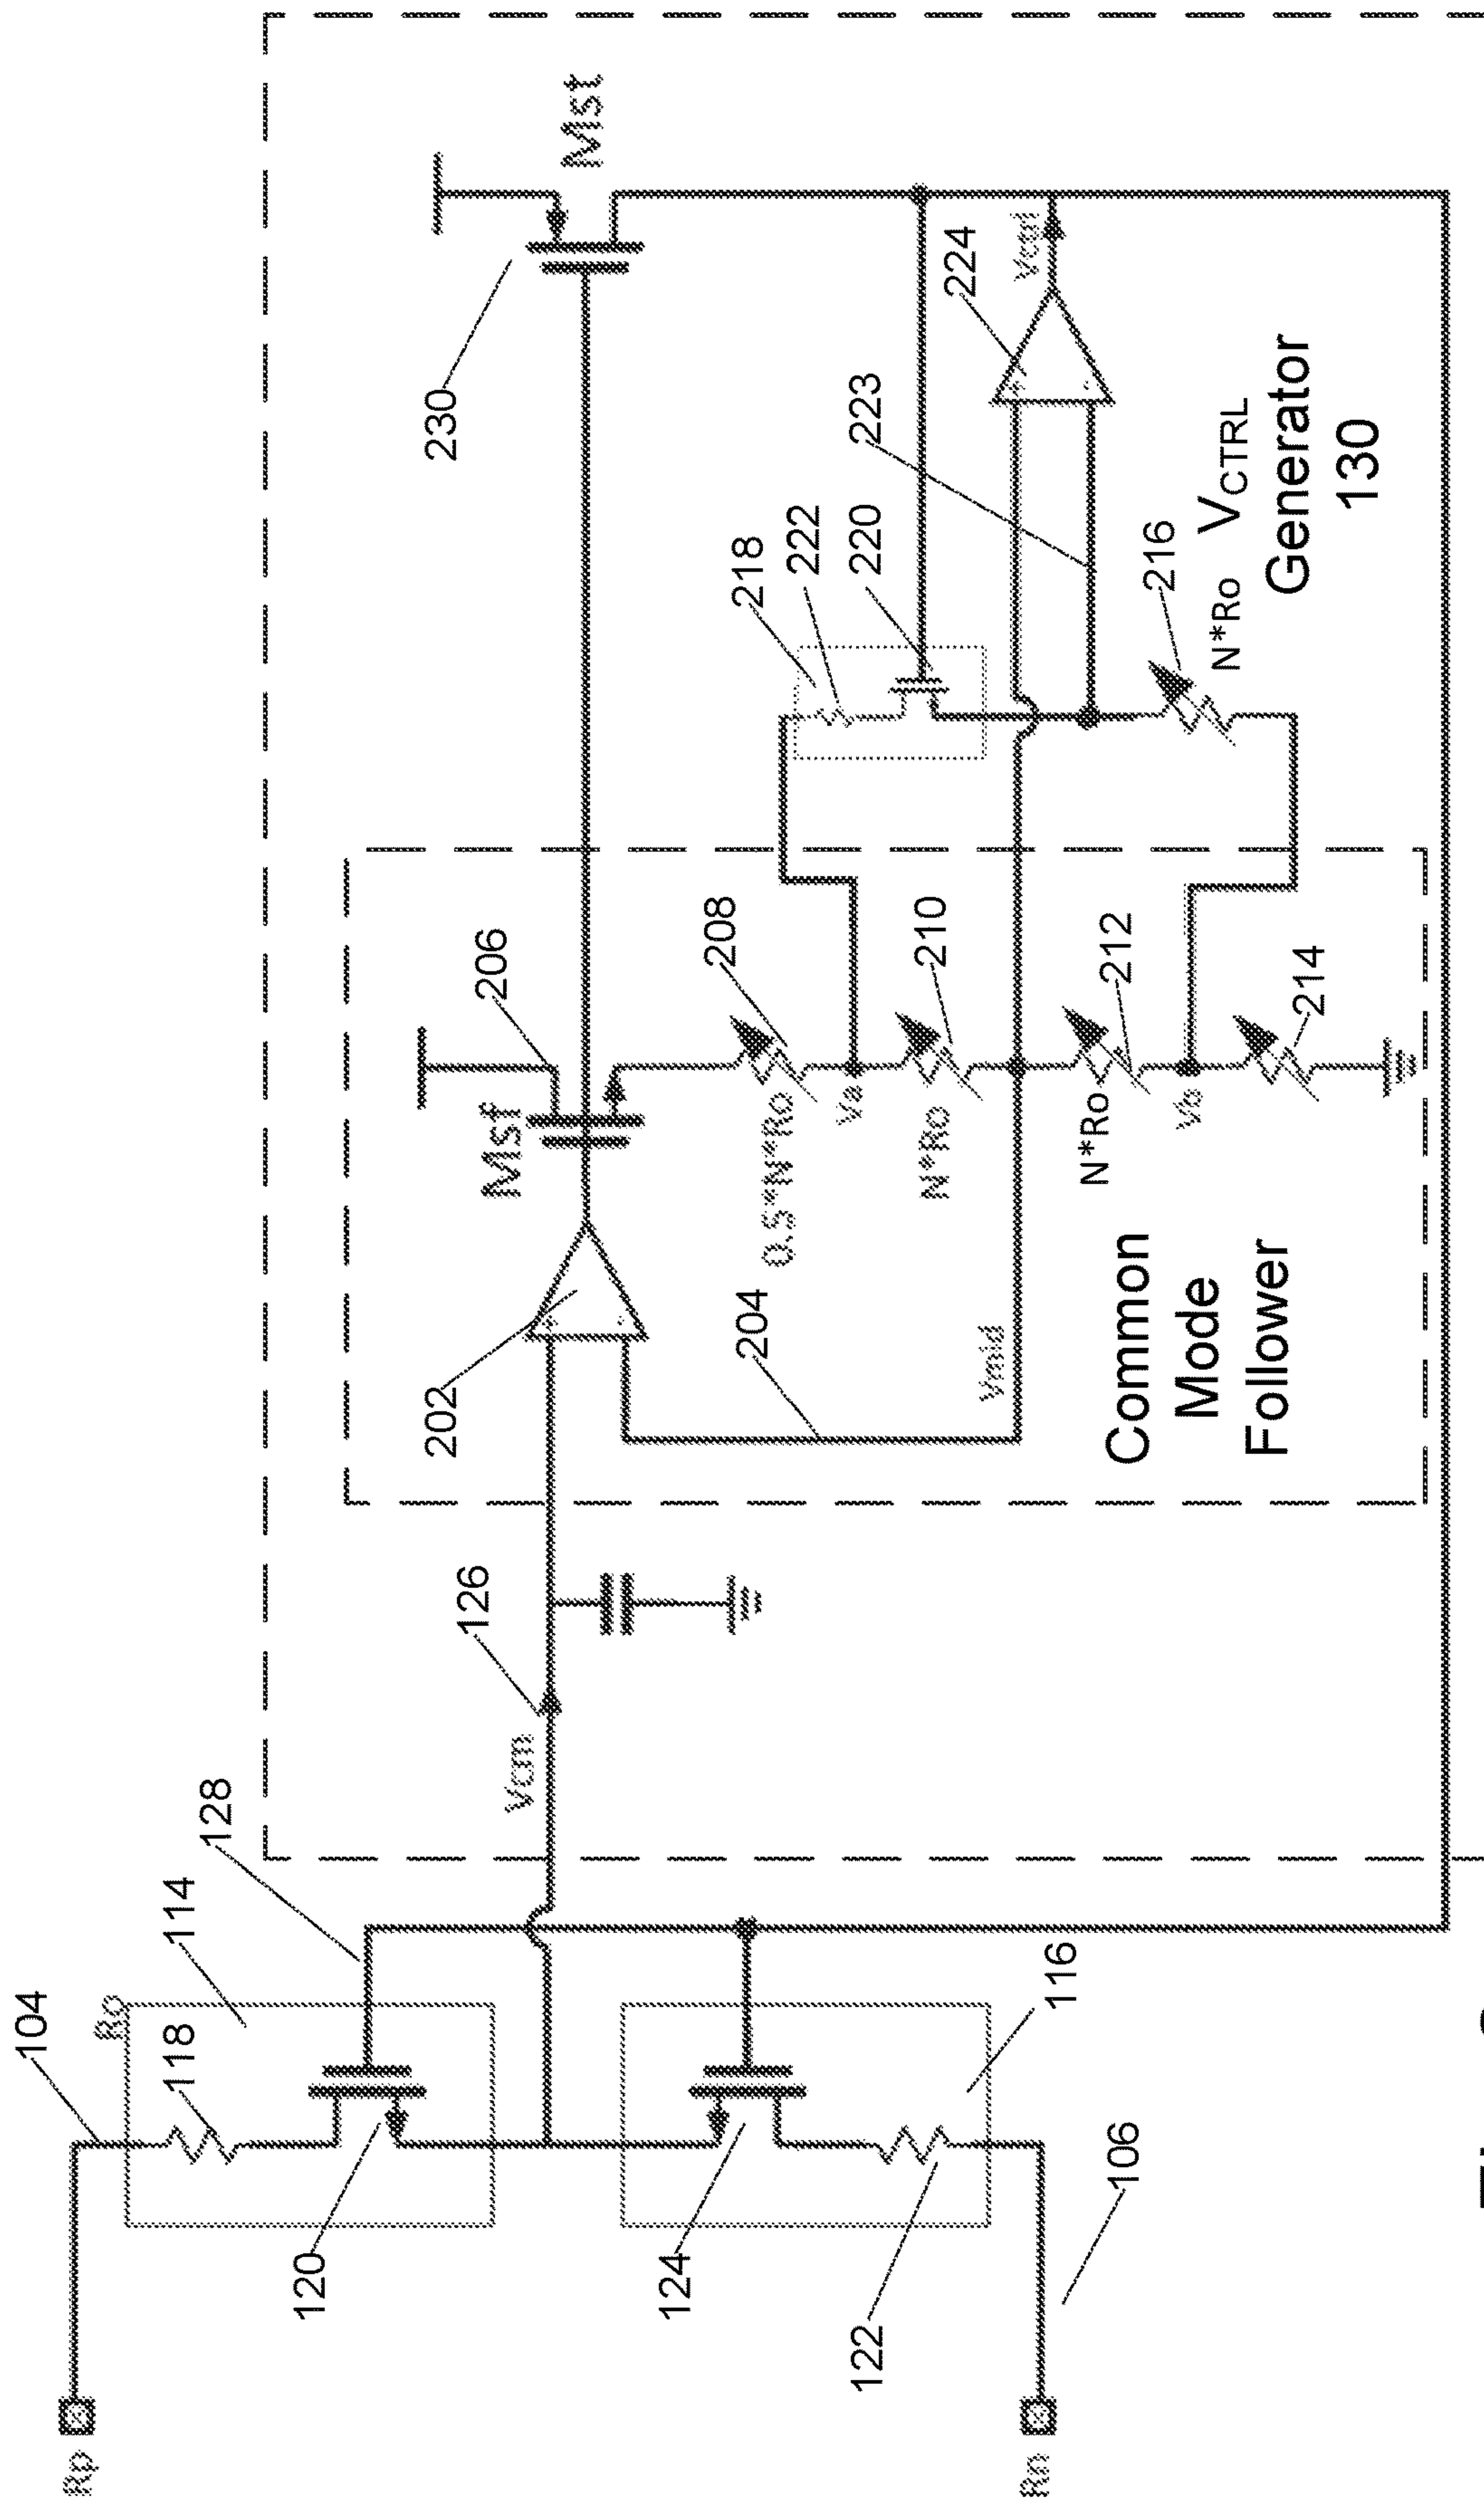 Rp
104
Ro
118
114
128
120
124
116
122
106
Rn
Vcm
126
202
204
Vmid
Msf
206
0.5*N*Ro
208
Va
N*Ro
210
N*Ro
212
Vb
214
Common
Mode
Follower
230
Mst
218
222
220
223
224
216
N*Ro
VCTRL
Generator
130